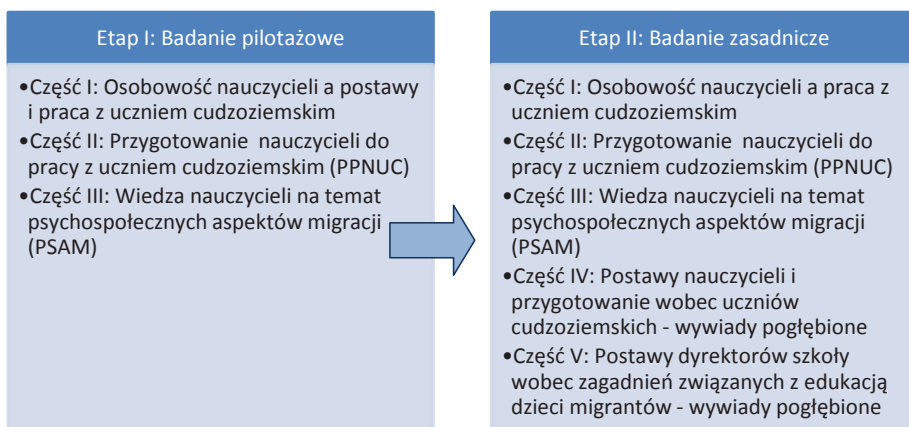 Etap I: Badanie pilotażowe
•Część I: Osobowość nauczycieli a postawy
i praca z uczniem cudzoziemskim
•Część II: Przygotowanie nauczycieli do
pracy z uczniem cudzoziemskim (PPNUC)
•Część III: Wiedza nauczycieli na temat
psychospołecznych aspektów migracji
(PSAM)
Etap II: Badanie zasadnicze
•Część I: Osobowość nauczycieli a praca z
uczniem cudzoziemskim
•Część II: Przygotowanie nauczycieli do
pracy z uczniem cudzoziemskim (PPNUC)
•Część III: Wiedza nauczycieli na temat
psychospołecznych aspektów migracji
(PSAM)
•Część IV: Postawy nauczycieli i
przygotowanie wobec uczniów
cudzoziemskich - wywiady pogłębione
•Część V: Postawy dyrektorów szkoły
wobec zagadnień związanych z edukacją
dzieci migrantów - wywiady pogłębione